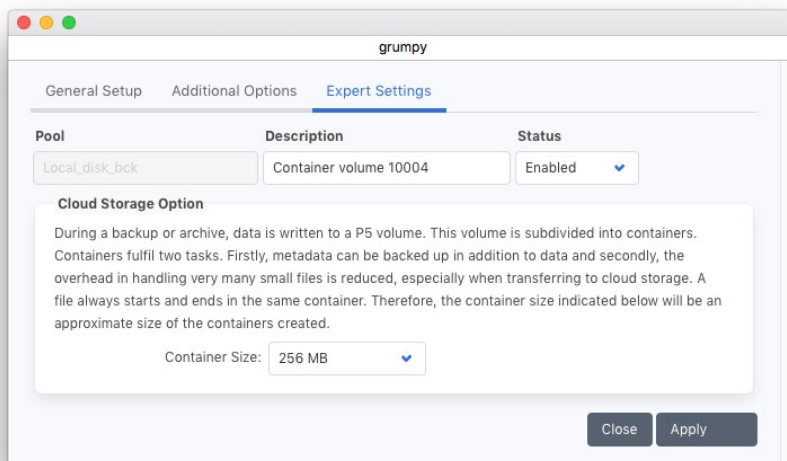 grumpy
General Setup Additional Options Expert Settings
Pool Description Status
Local_disk_bck Container volume 10004 Enabled
Cloud Storage Option
During a backup or archive, data is written to a P5 volume. This volume is subdivided into containers.
Containers fulfil two tasks. Firstly, metadata can be backed up in addition to data and secondly, the
overhead in handling very many small files is reduced, especially when transferring to cloud storage. A
file always starts and ends in the same container. Therefore, the container size indicated below will be an
approximate size of the containers created.
Container Size: 256 MB
Close Apply